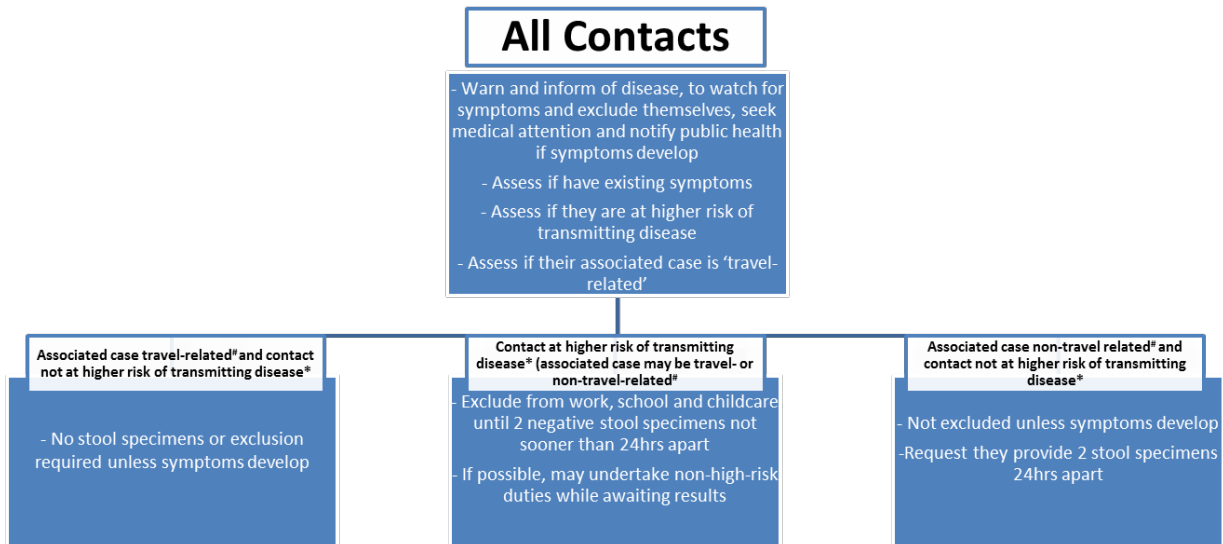 All Contacts
- Warn and inform of disease, to watch for
symptoms and exclude themselves, seek
medical attention and notify public health
if symptoms develop
- Assess if have existing symptoms
- Assess if they are at higher risk of
transmitting disease
- Assess if their associated case is ‘travel-
related’
Associated case travel-related# and contact
not at higher risk of transmitting disease*
- No stool specimens or exclusion
required unless symptoms develop
Contact at higher risk of transmitting
disease* (associated case may be travel- or
non-travel-related#
- Exclude from work, school and childcare
until 2 negative stool specimens not
sooner than 24hrs apart
- If possible, may undertake non-high-risk
duties while awaiting results
Associated case non-travel related# and
contact not at higher risk of transmitting
disease*
- Not excluded unless symptoms develop
-Request they provide 2 stool specimens
24hrs apart